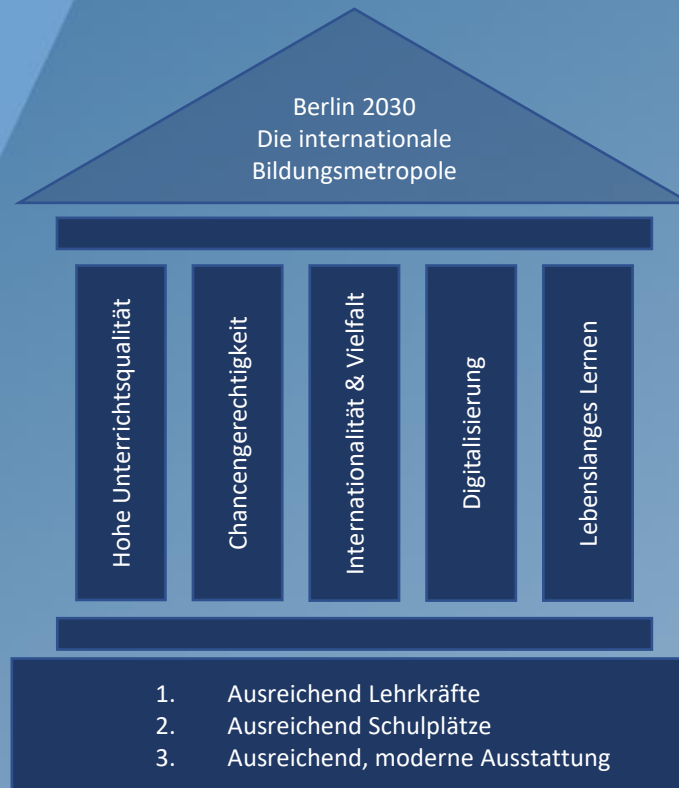 Berlin 2030
Die internationale
Bildungsmetropole
Hohe Unterrichtsqualität
Chancengerechtigkeit
Internationalität & Vielfalt
Digitalisierung
Lebenslanges Lernen
1. Ausreichend Lehrkräfte
2. Ausreichend Schulplätze
3. Ausreichend, moderne Ausstattung